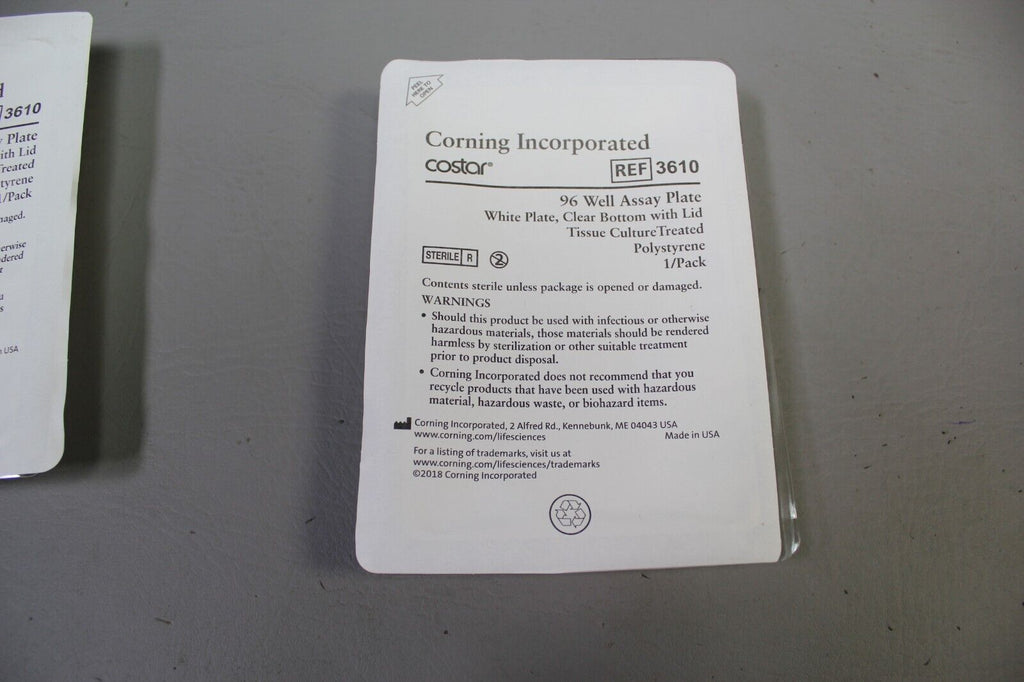 3610
Plate
ith Lid
Treated
tyrene
1/Pack
naged.
erwise
dered
USA
PEEL
HERE TO
OPEN
Corning Incorporated
costar®
REF 3610
96 Well Assay Plate
White Plate, Clear Bottom with Lid
Tissue CultureTreated
Polystyrene
1/Pack
STERILE R
2
Contents sterile unless package is opened or damaged.
WARNINGS
• Should this product be used with infectious or otherwise
hazardous materials, those materials should be rendered
harmless by sterilization or other suitable treatment
prior to product disposal.
• Corning Incorporated does not recommend that you
recycle products that have been used with hazardous
material, hazardous waste, or biohazard items.
Corning Incorporated, 2 Alfred Rd., Kennebunk, ME 04043 USA
www.corning.com/lifesciences Made in USA
For a listing of trademarks, visit us at
www.corning.com/lifesciences/trademarks
©2018 Corning Incorporated